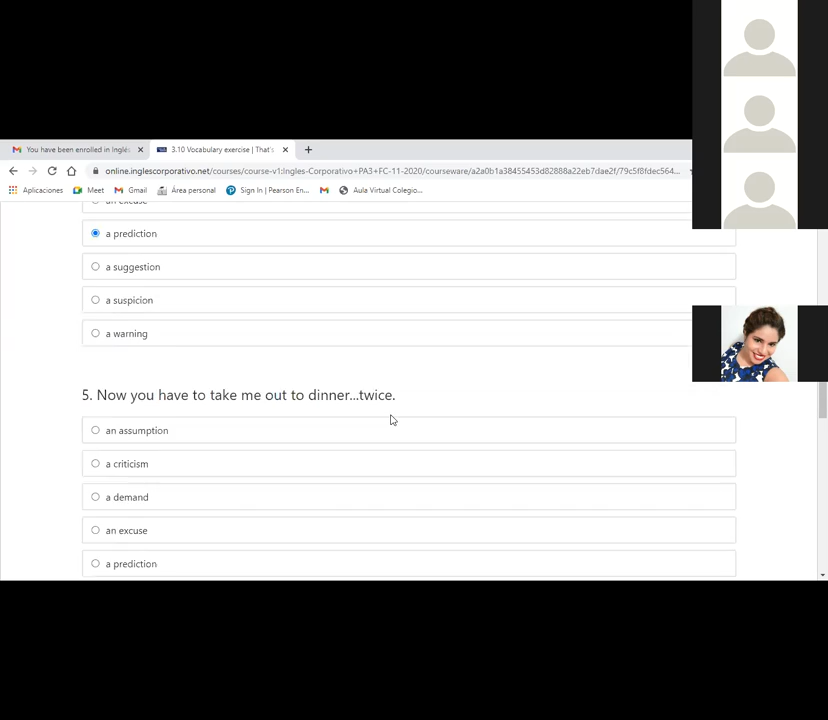 You have been enrolled in Inglés
3.10 Vocabulary exercise | That's
online.inglescorporativo.net/courses/course-v1:Ingles-Corporativo+PA3+FC-11-2020/courseware/a2a0b1a38455453d82888a22eb7dae2f/79c5f8fdec564...
Aplicaciones
Meet
Gmail
Área personal
Sign In | Pearson En...
Aula Virtual Colegio...
an excuse
a prediction
a suggestion
a suspicion
a warning
5. Now you have to take me out to dinner...twice.
an assumption
a criticism
a demand
an excuse
a prediction